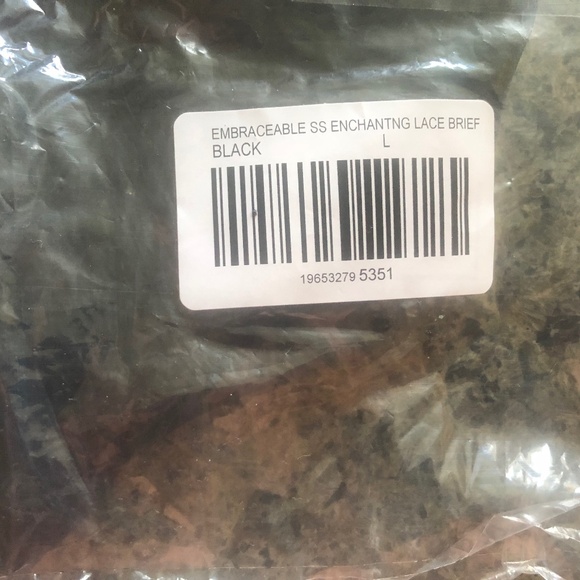 EMBRACEABLE SS ENCHANTNG LACE BRIEF
BLACK L
19653279 5351